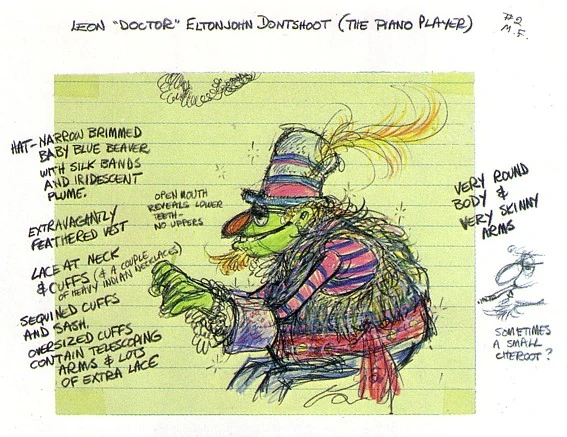 LEON "DOCTOR" ELTONJOHN DONTSHOOT (THE PIANO PLAYER)
#2
M.F.
HAT-NARROW BRIMMED
BABY BLUE BEAVER
WITH SILK BANDS
AND IRIDESCENT
PLUME.
EXTRAVAGANTLY
FEATHERED VEST
LACE AT NECK
& CUFFS (& A COUPLE
OF HEAVY INDIAN NECKLACES)
SEQUINED CUFFS
AND SASH.
OVERSIZED CUFFS
CONTAIN TELESCOPING
ARMS & LOTS
OF EXTRA LACE
OPEN MOUTH
REVEALS LOWER
TEETH-
NO UPPERS
VERY ROUND
BODY &
VERY SKINNY
ARMS
SOMETIMES
A SMALL
CHEROOT?